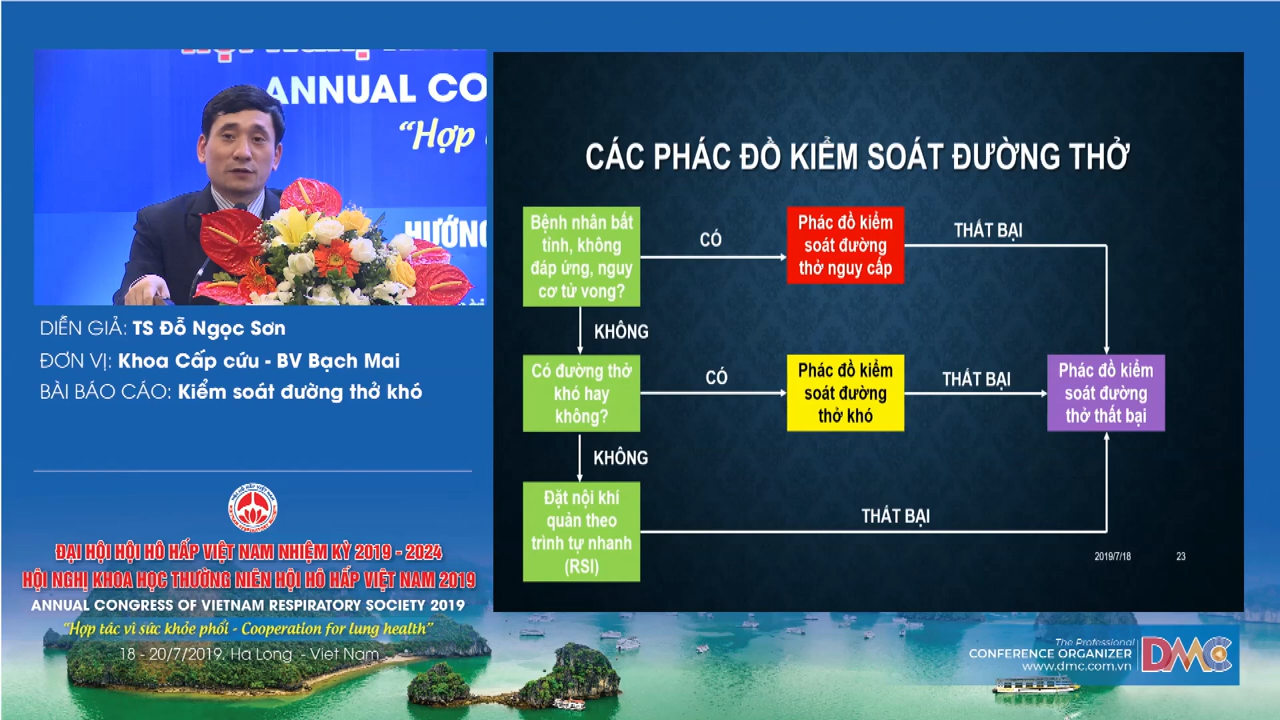 ANNUAL CO
“Hợp
HƯỚNG
DIỄN GIẢ: TS Đỗ Ngọc Sơn
ĐƠN VỊ: Khoa Cấp cứu - BV Bạch Mai
BÀI BÁO CÁO: Kiểm soát đường thở khó
ĐẠI HỘI HỘI HÔ HẤP VIỆT NAM NHIỆM KỲ 2019 - 2024
HỘI NGHỊ KHOA HỌC THƯỜNG NIÊN HỘI HÔ HẤP VIỆT NAM 2019
ANNUAL CONGRESS OF VIETNAM RESPIRATORY SOCIETY 2019
“Hợp tác vì sức khỏe phổi - Cooperation for lung health”
18 - 20/7/2019. Ha Long - Viet Nam
CÁC PHÁC ĐỒ KIỂM SOÁT ĐƯỜNG THỞ
Bệnh nhân bất
tỉnh, không
đáp ứng, nguy
cơ tử vong?
CÓ
Phác đồ kiểm
soát đường
thở nguy cấp
THẤT BẠI
KHÔNG
Có đường thở
khó hay
không?
CÓ
Phác đồ kiểm
soát đường
thở khó
THẤT BẠI
Phác đồ kiểm
soát đường
thở thất bại
KHÔNG
Đặt nội khí
quản theo
trình tự nhanh
(RSI)
THẤT BẠI
2019/7/18
23
The Professional
CONFERENCE ORGANIZER
www.dmc.com.vn
DMC